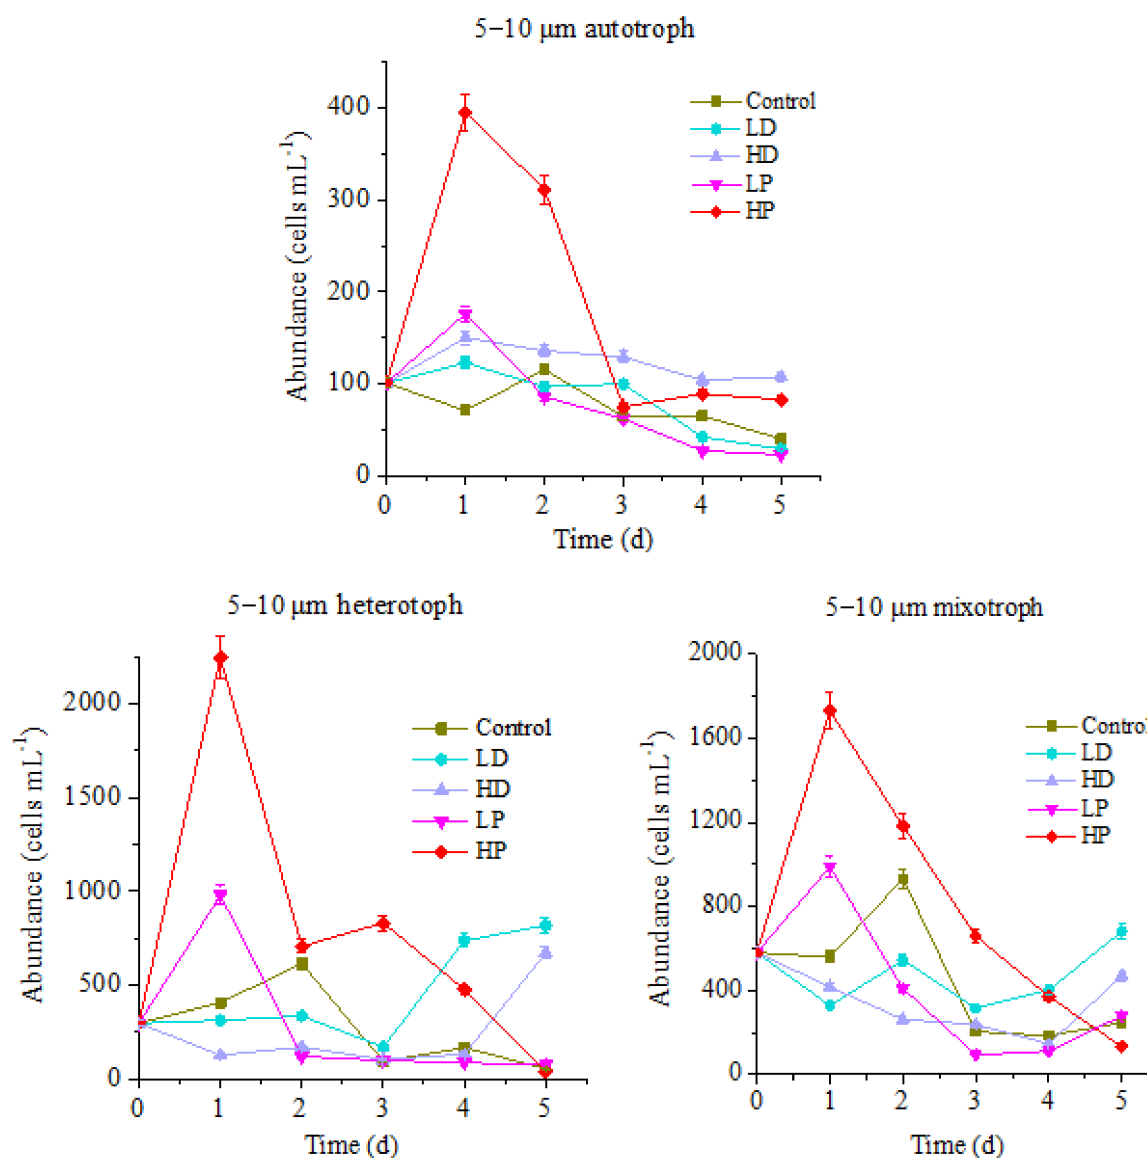 5–10 μm autotroph
Abundance (cells mL⁻¹)
400
300
200
100
0
Control
LD
HD
LP
HP
0 1 2 3 4 5
Time (d)
5–10 μm heterotoph
Abundance (cells mL⁻¹)
2000
1500
1000
500
0
Control
LD
HD
LP
HP
0 1 2 3 4 5
Time (d)
5–10 μm mixotroph
Abundance (cells mL⁻¹)
2000
1600
1200
800
400
0
Control
LD
HD
LP
HP
0 1 2 3 4 5
Time (d)